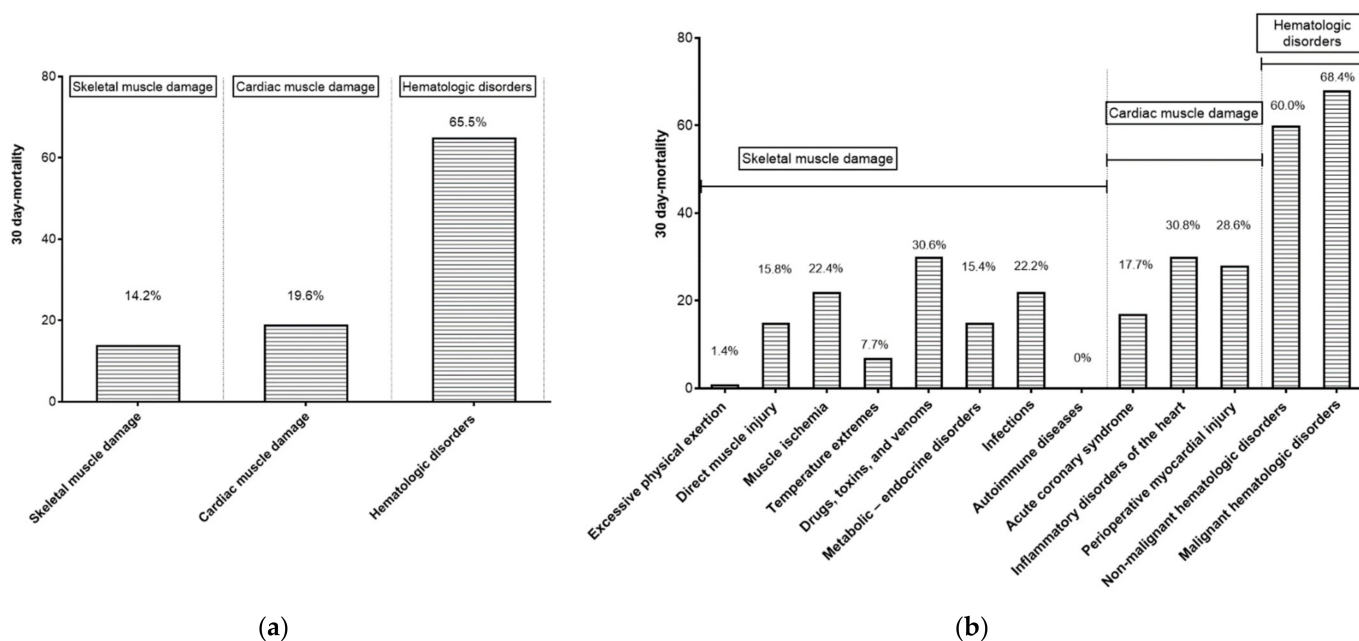 80
60
40
20
0
30 day-mortality
Skeletal muscle damage
Cardiac muscle damage
Hematologic disorders
14.2%
19.6%
65.5%
Skeletal muscle damage
Cardiac muscle damage
Hematologic disorders
(a)
80
60
40
20
0
30 day-mortality
Skeletal muscle damage
Cardiac muscle damage
Hematologic
disorders
1.4%
15.8%
22.4%
7.7%
30.6%
15.4%
22.2%
0%
17.7%
30.8%
28.6%
60.0%
68.4%
Excessive physical exertion
Direct muscle injury
Muscle ischemia
Temperature extremes
Drugs, toxins, and venoms
Metabolic – endocrine disorders
Infections
Autoimmune diseases
Acute coronary syndrome
Inflammatory disorders of the heart
Perioperative myocardial injury
Non-malignant hematologic disorders
Malignant hematologic disorders
(b)